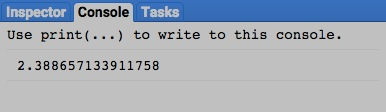 Inspector Console Tasks
Use print(...) to write to this console.
2.388657133911758